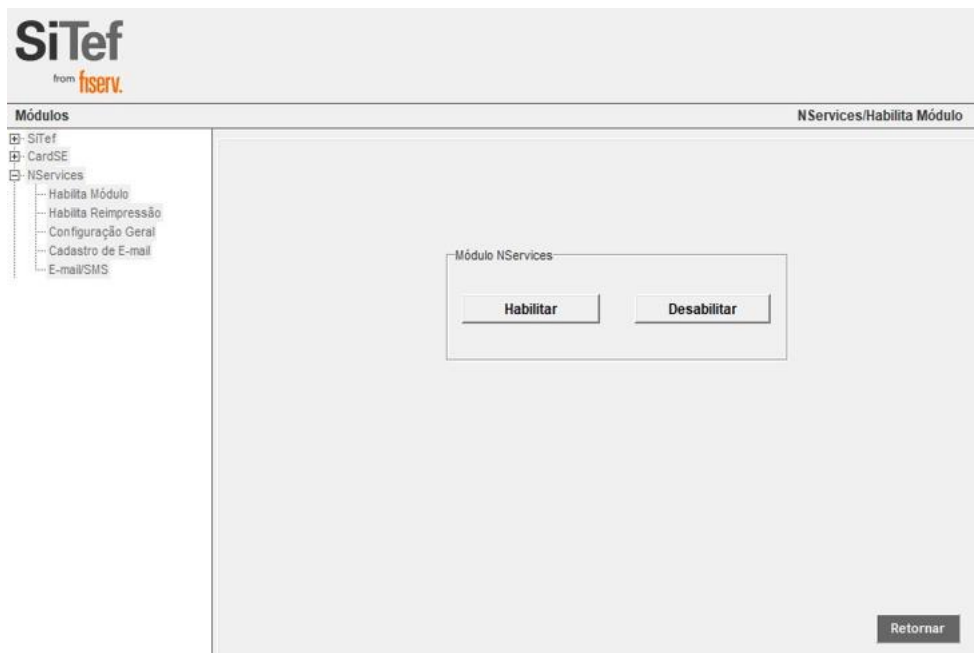 SiTef
from fiserv.
Módulos
NServices/Habilita Módulo
SiTef
CardSE
NServices
Habilita Módulo
Habilita Reimpressão
Configuração Geral
Cadastro de E-mail
E-mail/SMS
Módulo NServices
Habilitar
Desabilitar
Retornar